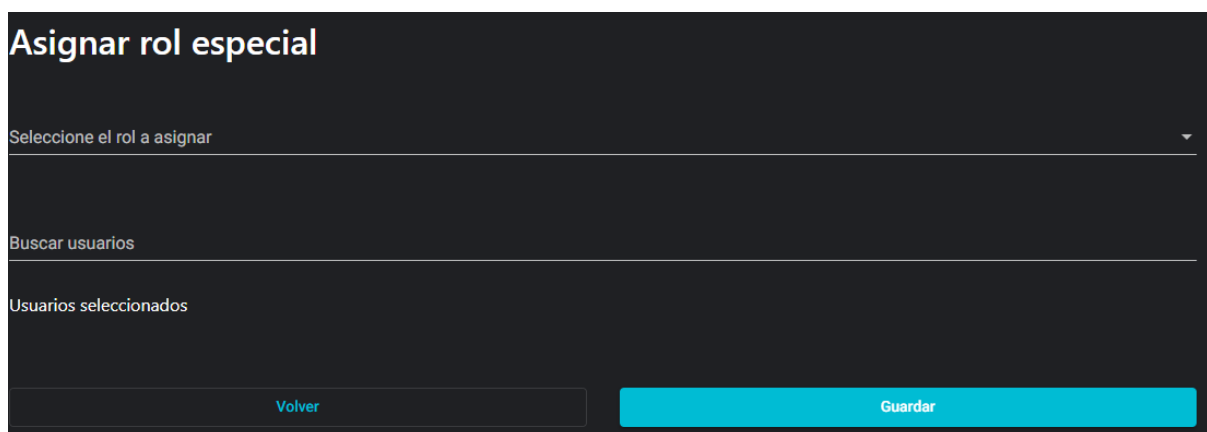 Asignar rol especial
Seleccione el rol a asignar
Buscar usuarios
Usuarios seleccionados
Volver
Guardar